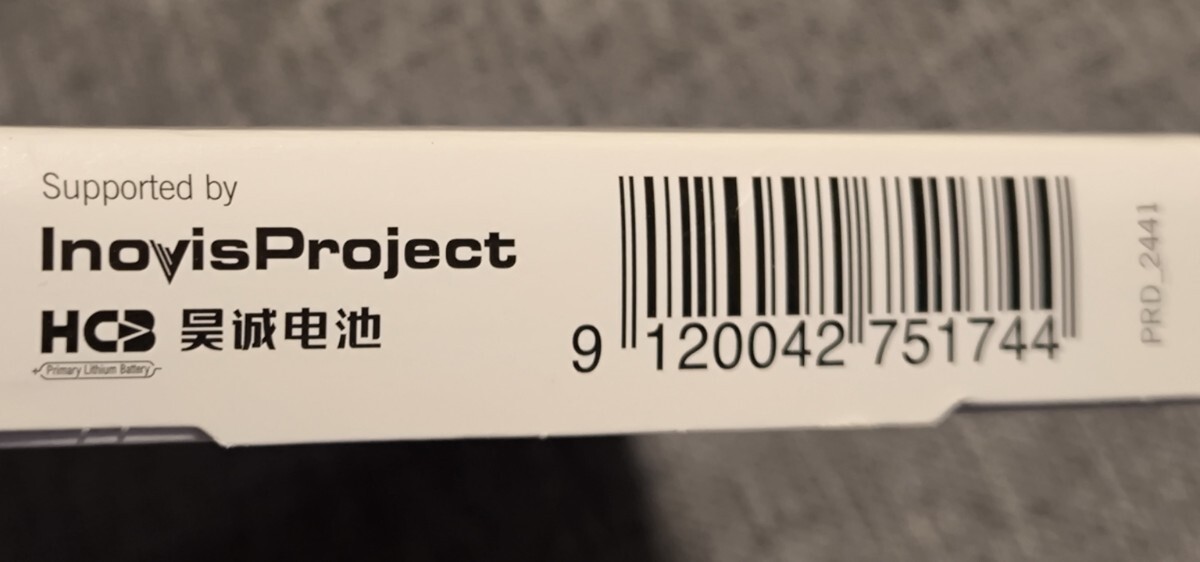 Supported by
InovisProject
HCB 昊诚电池
Primary Lithium Battery
9 120042 751744
PRD_2441